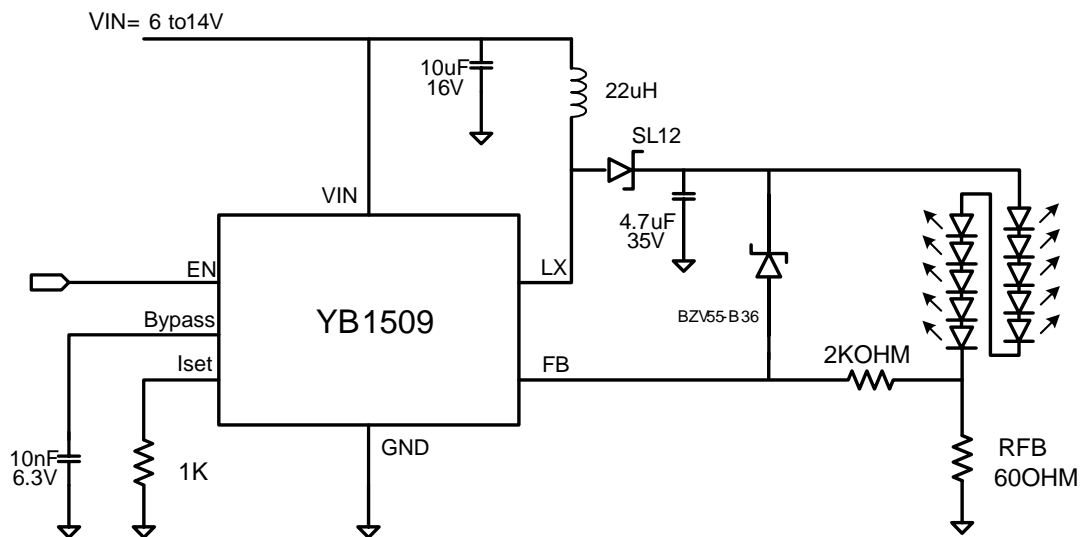 VIN= 6 to14V
10uF
16V
22uH
SL12
VIN
4.7uF
35V
EN
LX
BZV55-B36
Bypass
YB1509
Iset
FB
2KOHM
GND
10nF
6.3V
1K
RFB
60OHM